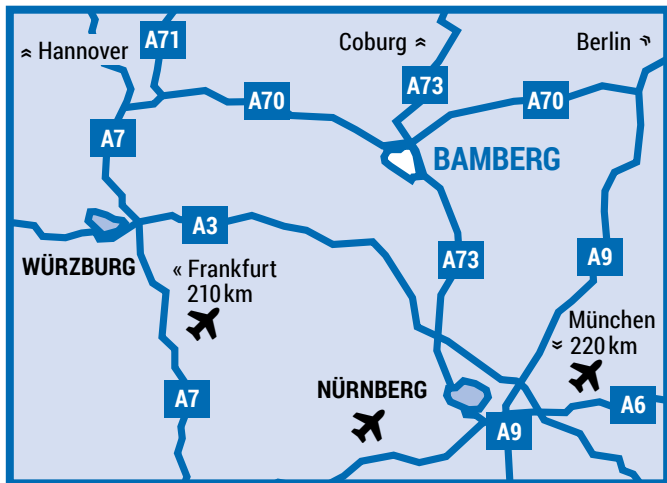 A71
« Hannover
Coburg «
Berlin »
A73
A70
A70
A7
BAMBERG
A3
WÜRZBURG
« Frankfurt
210 km
A73
A9
München
» 220 km
A7
NÜRNBERG
A6
A9